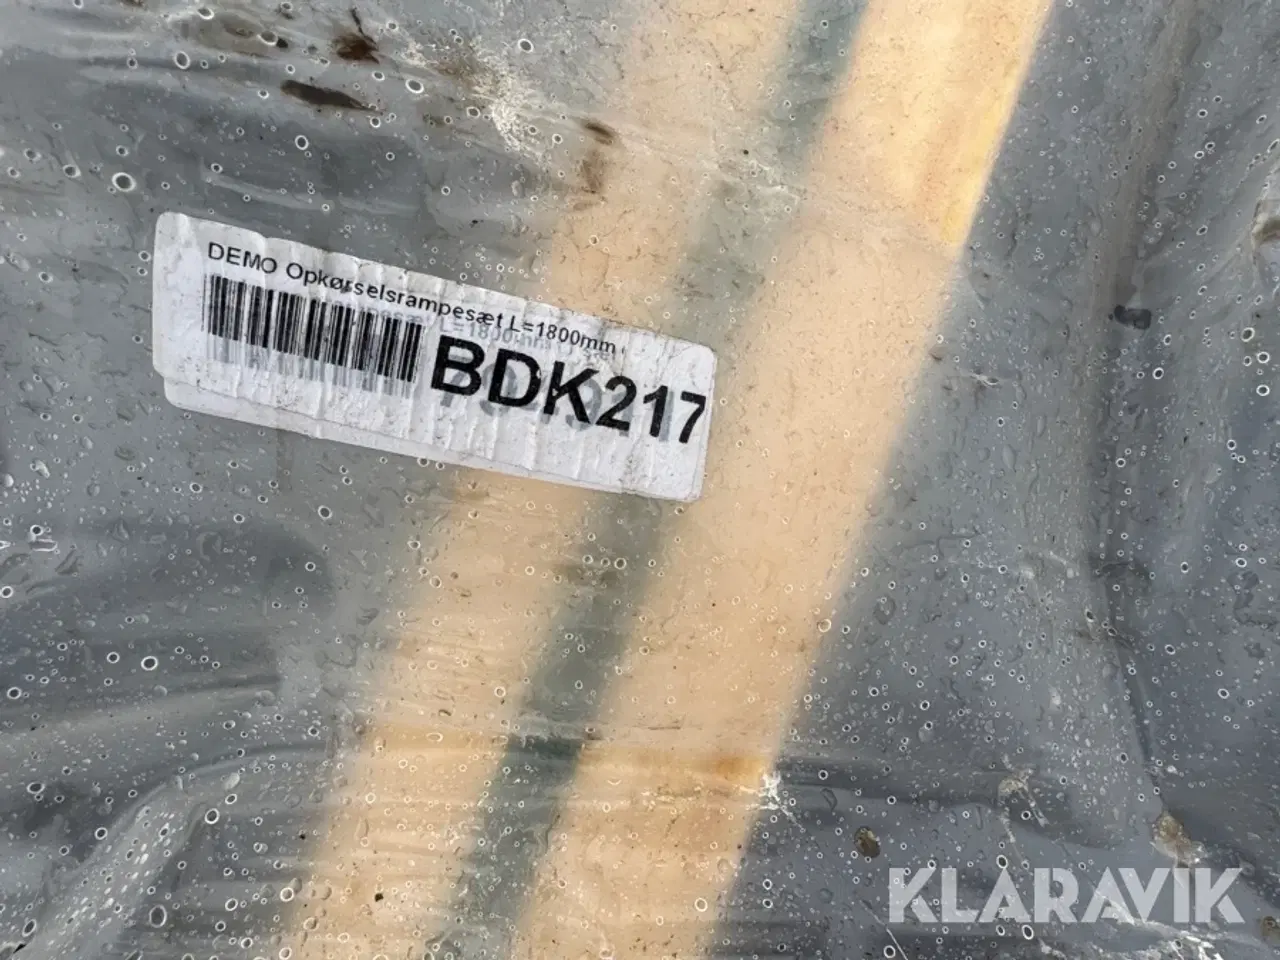 DEMO Opkørselsrampesæt L=1800mm
BDK217
KLARAVIK